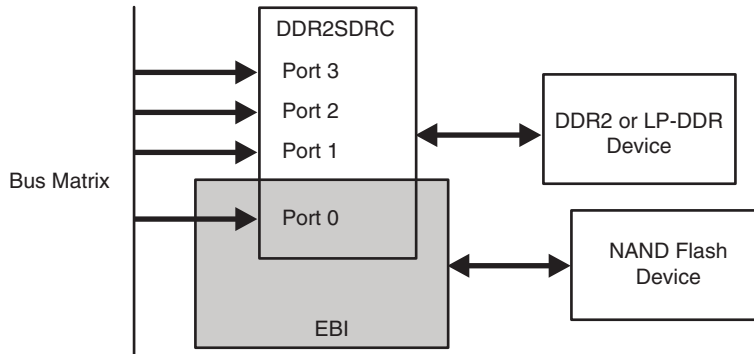 DDR2SDRC
Port 3
Port 2
Port 1
Bus Matrix
Port 0
EBI
DDR2 or LP-DDR
Device
NAND Flash
Device